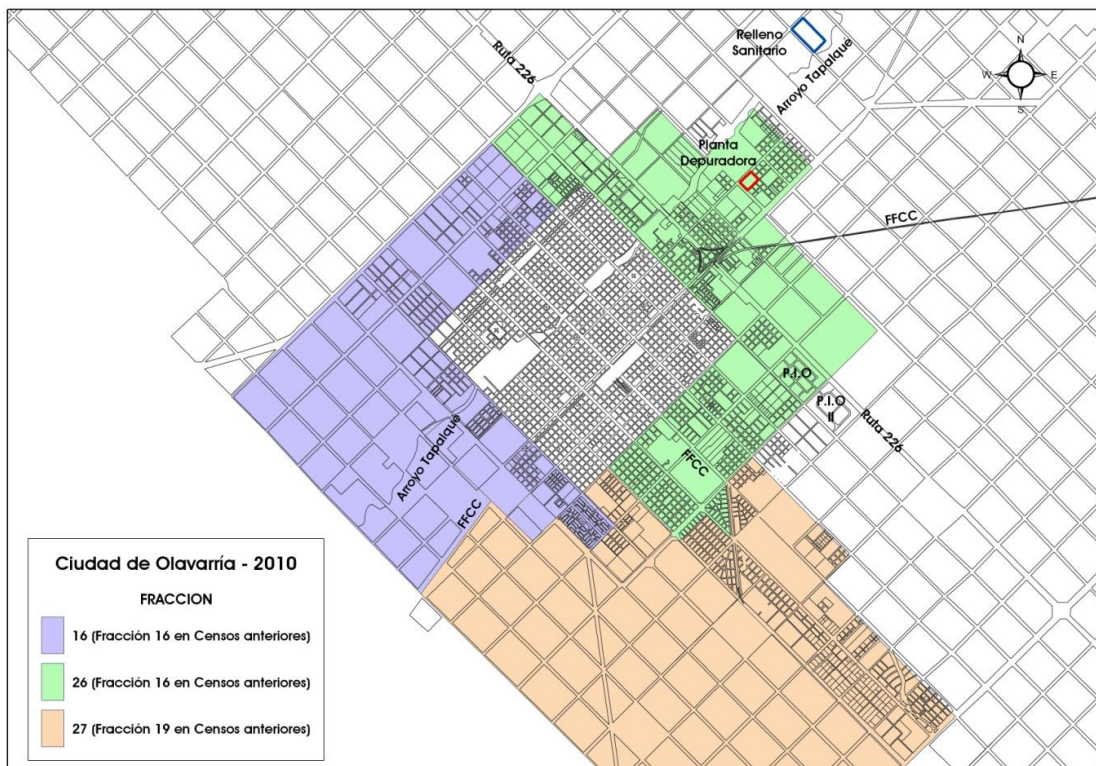 Relleno
Sanitario
Ruta 226
Arroyo Tapalqué
N
W
E
S
Planta
Depuradora
FFCC
P.I.O
P.I.O
II
Ruta 226
FFCC
Arroyo Tapalqué
FFCC
Ciudad de Olavarría - 2010
FRACCION
16 (Fracción 16 en Censos anteriores)
26 (Fracción 16 en Censos anteriores)
27 (Fracción 19 en Censos anteriores)